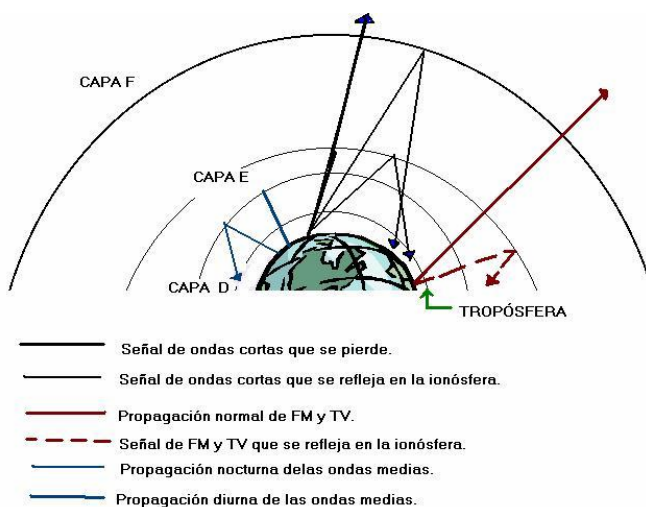 CAPA F
CAPA E
CAPA D
TROPÓSFERA
Señal de ondas cortas que se pierde.
Señal de ondas cortas que se refleja en la ionósfera.
Propagación normal de FM y TV.
Señal de FM y TV que se refleja en la ionósfera.
Propagación nocturna delas ondas medias.
Propagación diurna de las ondas medias.